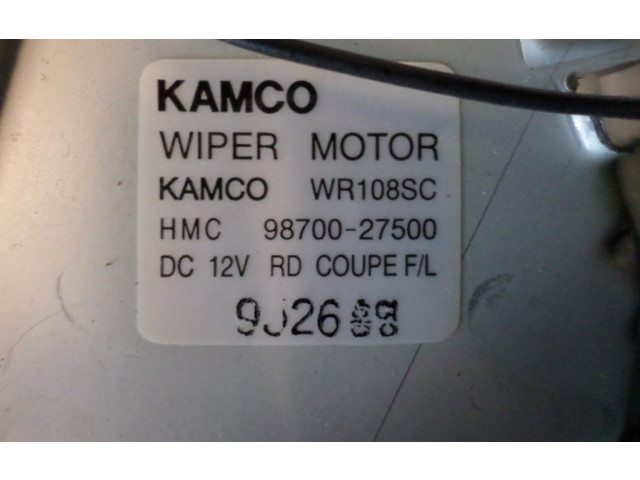 KAMCO
WIPER MOTOR
KAMCO WR108SC
HMC 98700-27500
DC 12V RD COUPE F/L